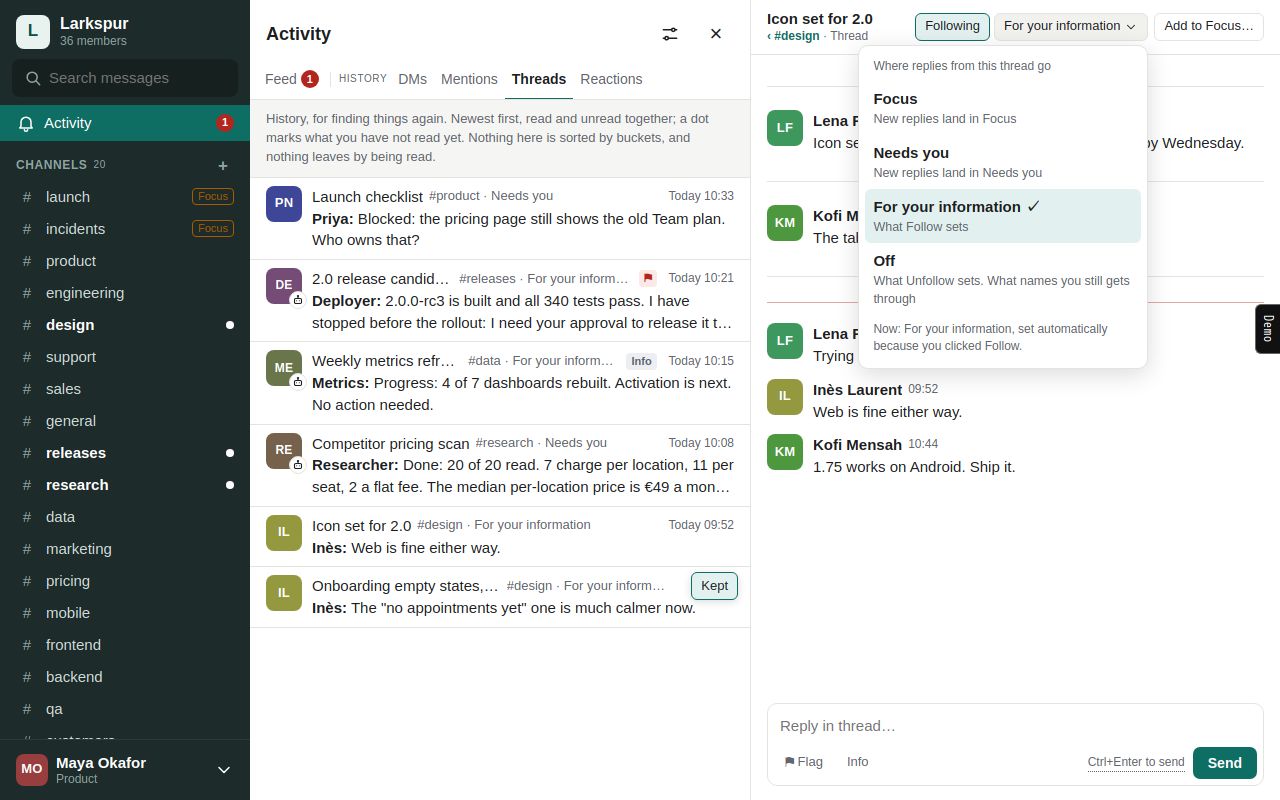 L
Larkspur
36 members
Search messages
Activity
1
CHANNELS 20
+
# launch
Focus
# incidents
Focus
# product
# engineering
# design
# support
# sales
# general
# releases
# research
# data
# marketing
# pricing
# mobile
# frontend
# backend
# qa
MO
Maya Okafor
Product
Activity
Feed 1
HISTORY
DMs
Mentions
Threads
Reactions
History, for finding things again. Newest first, read and unread together; a dot
marks what you have not read yet. Nothing here is sorted by buckets, and
nothing leaves by being read.
PN
Launch checklist #product · Needs you Today 10:33
Priya: Blocked: the pricing page still shows the old Team plan.
Who owns that?
DE
2.0 release candid… #releases · For your inform… Today 10:21
Deployer: 2.0.0-rc3 is built and all 340 tests pass. I have
stopped before the rollout: I need your approval to release it t…
ME
Weekly metrics refr… #data · For your inform… Info Today 10:15
Metrics: Progress: 4 of 7 dashboards rebuilt. Activation is next.
No action needed.
RE
Competitor pricing scan #research · Needs you Today 10:08
Researcher: Done: 20 of 20 read. 7 charge per location, 11 per
seat, 2 a flat fee. The median per-location price is €49 a mon…
IL
Icon set for 2.0 #design · For your information Today 09:52
Inès: Web is fine either way.
IL
Onboarding empty states,… #design · For your inform… Kept
Inès: The "no appointments yet" one is much calmer now.
Icon set for 2.0
‹ #design · Thread
Following
For your information
Add to Focus…
Where replies from this thread go
Focus
New replies land in Focus
Needs you
New replies land in Needs you
For your information ✓
What Follow sets
Off
What Unfollow sets. What names you still gets
through
Now: For your information, set automatically
because you clicked Follow.
LF
Lena
Icon
by Wednesday.
KM
Kofi
The
LF
Lena
Trying
IL
Inès Laurent 09:52
Web is fine either way.
KM
Kofi Mensah 10:44
1.75 works on Android. Ship it.
Demo
Reply in thread…
Flag
Info
Ctrl+Enter to send
Send